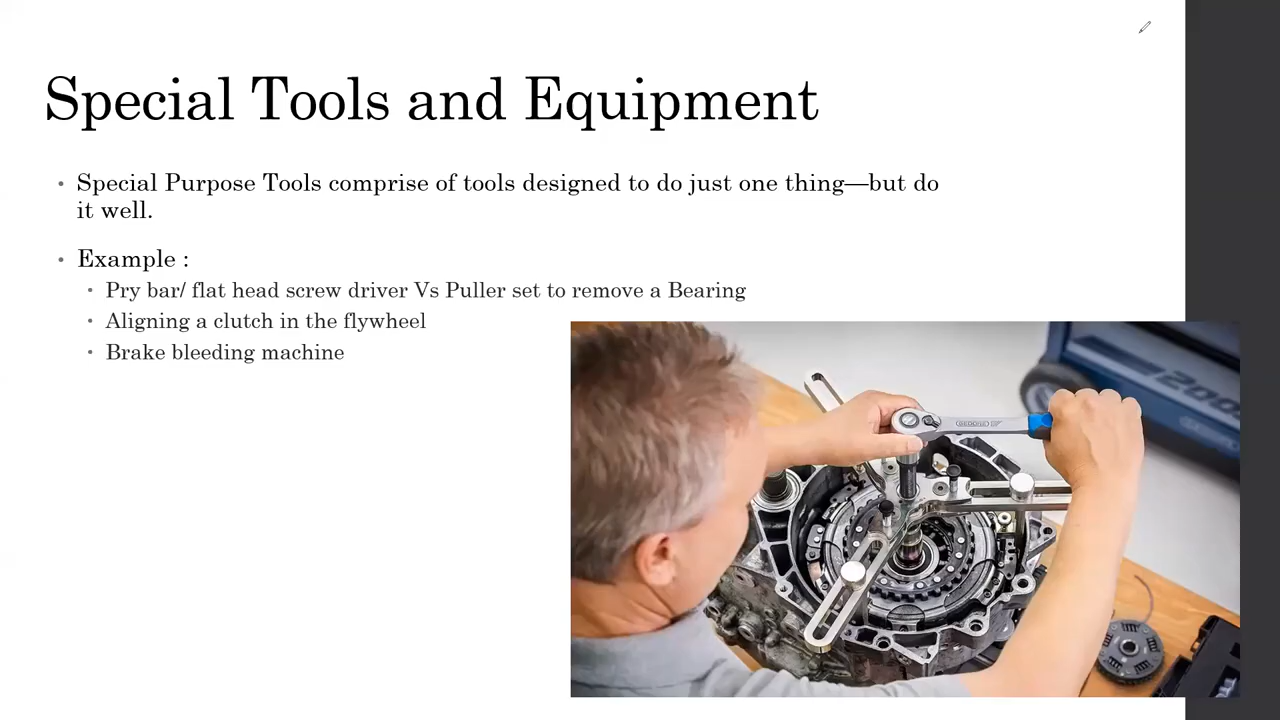 Special Tools and Equipment
Special Purpose Tools comprise of tools designed to do just one thing—but do
it well.
Example :
Pry bar/ flat head screw driver Vs Puller set to remove a Bearing
Aligning a clutch in the flywheel
Brake bleeding machine
GEDORE